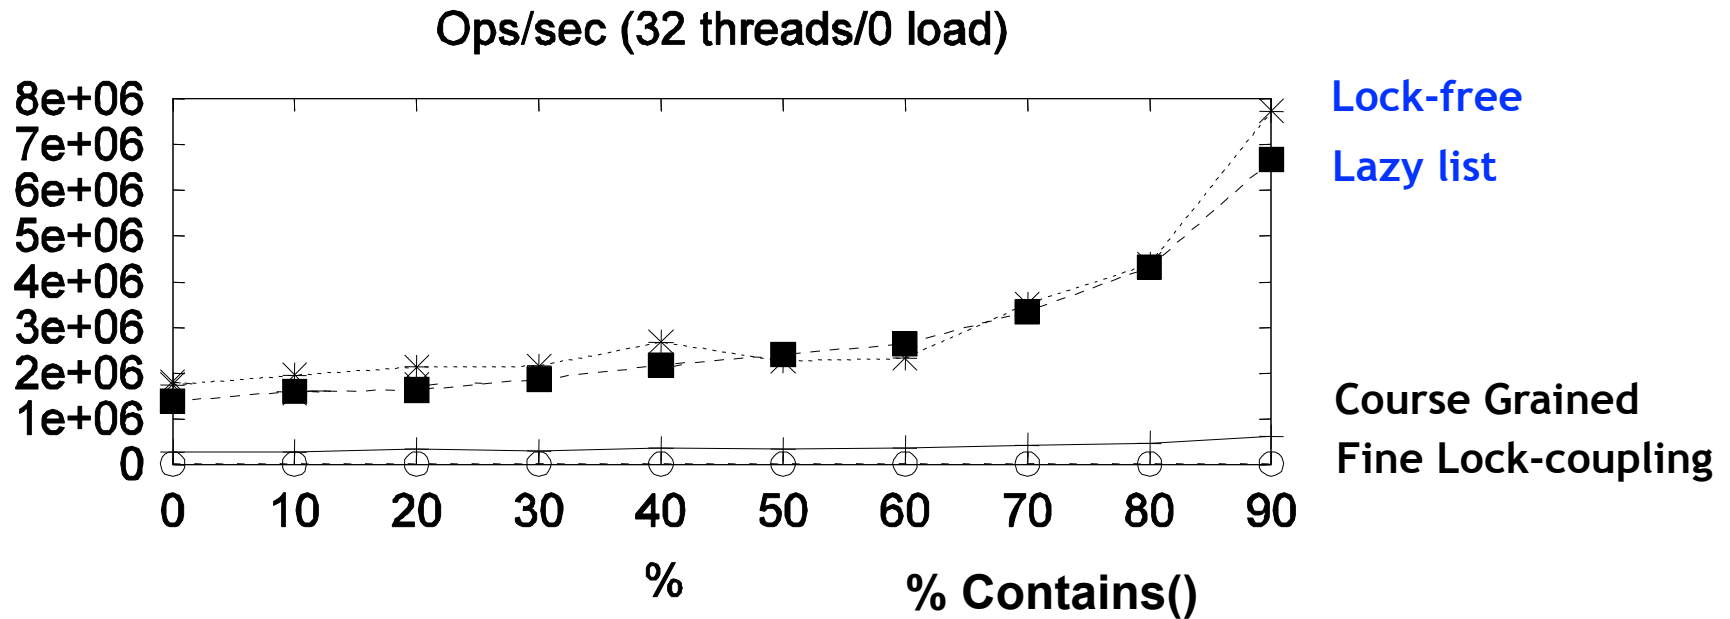 Ops/sec (32 threads/0 load)
8e+06
7e+06
6e+06
5e+06
4e+06
3e+06
2e+06
1e+06
0
0 10 20 30 40 50 60 70 80 90
%
% Contains()
Lock-free
Lazy list
Course Grained
Fine Lock-coupling